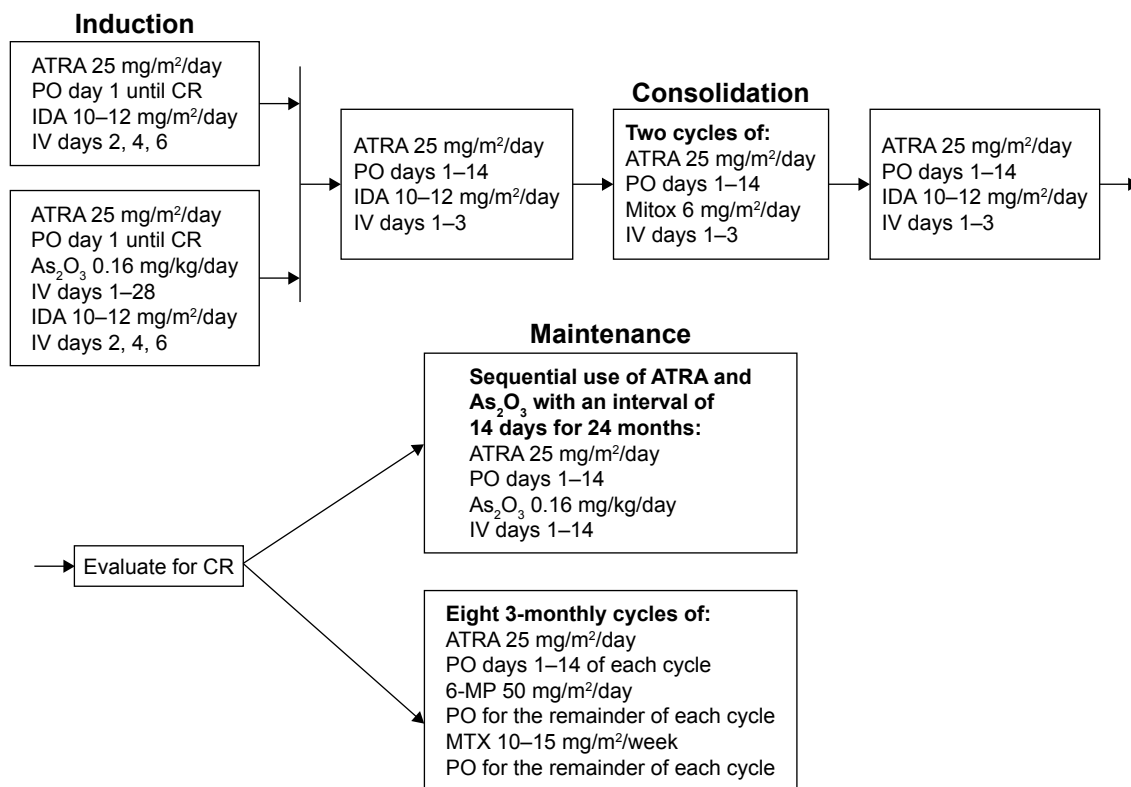 Induction
ATRA 25 mg/m²/day
PO day 1 until CR
IDA 10–12 mg/m²/day
IV days 2, 4, 6
ATRA 25 mg/m²/day
PO day 1 until CR
As₂O₃ 0.16 mg/kg/day
IV days 1–28
IDA 10–12 mg/m²/day
IV days 2, 4, 6
ATRA 25 mg/m²/day
PO days 1–14
IDA 10–12 mg/m²/day
IV days 1–3
Consolidation
Two cycles of:
ATRA 25 mg/m²/day
PO days 1–14
Mitox 6 mg/m²/day
IV days 1–3
ATRA 25 mg/m²/day
PO days 1–14
IDA 10–12 mg/m²/day
IV days 1–3
Evaluate for CR
Maintenance
Sequential use of ATRA and
As₂O₃ with an interval of
14 days for 24 months:
ATRA 25 mg/m²/day
PO days 1–14
As₂O₃ 0.16 mg/kg/day
IV days 1–14
Eight 3-monthly cycles of:
ATRA 25 mg/m²/day
PO days 1–14 of each cycle
6-MP 50 mg/m²/day
PO for the remainder of each cycle
MTX 10–15 mg/m²/week
PO for the remainder of each cycle